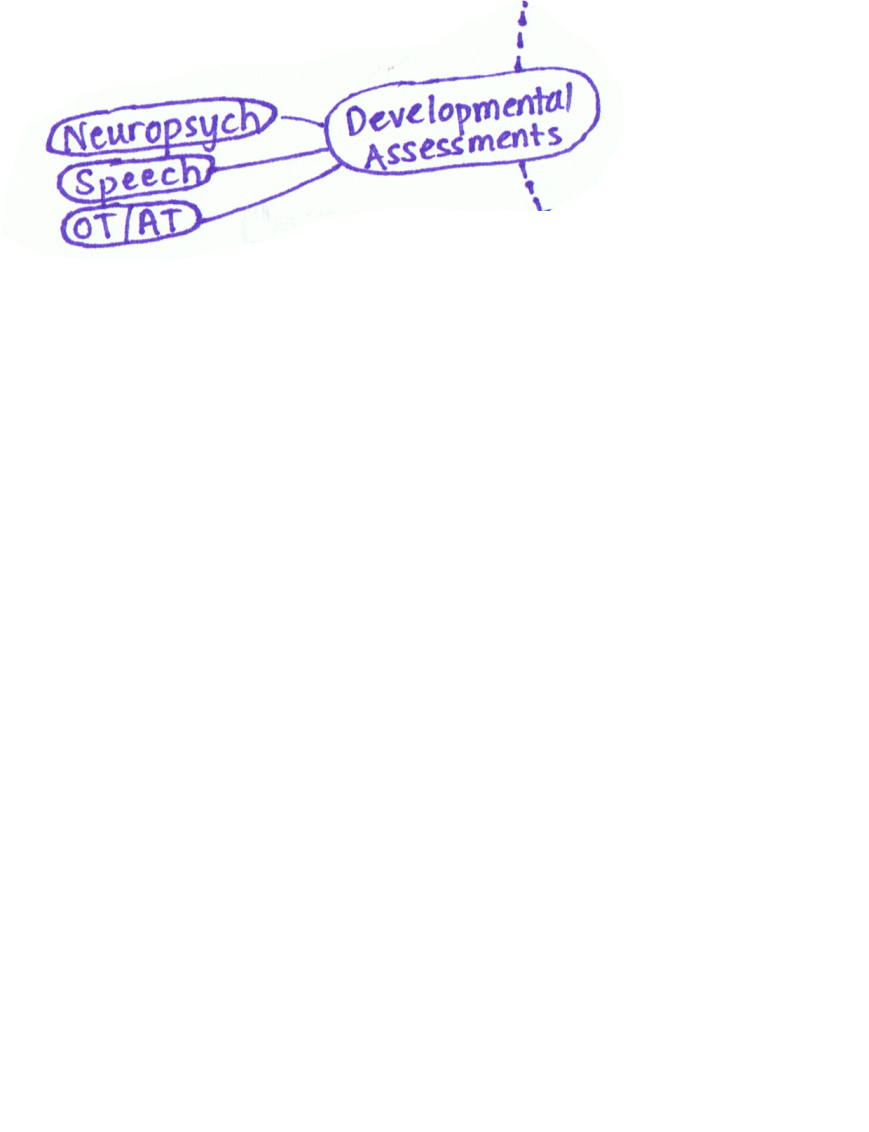 Neuropsych
Speech
OT/AT
Developmental
Assessments